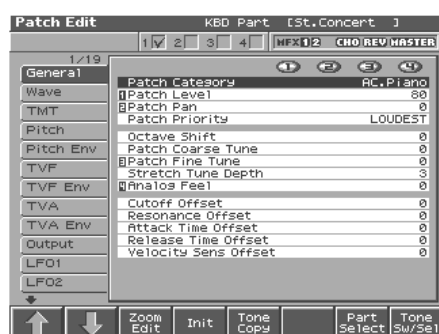 Patch Edit KBD Part [St.Concert ]
1 2 3 4 MFX 1 2 CHO REV MASTER
1/19
1 2 3 4
General
Wave
TMT
Pitch
Pitch Env
TVF
TVF Env
TVA
TVA Env
Output
LFO1
LFO2
Patch Category AC.Piano
1 Patch Level 80
2 Patch Pan 0
Patch Priority LOUDEST
Octave Shift 0
Patch Coarse Tune 0
3 Patch Fine Tune 0
Stretch Tune Depth 3
4 Analog Feel 0
Cutoff Offset 0
Resonance Offset 0
Attack Time Offset 0
Release Time Offset 0
Velocity Sens Offset 0
Zoom Edit
Init
Tone Copy
Part Select
Tone Sw/Sel